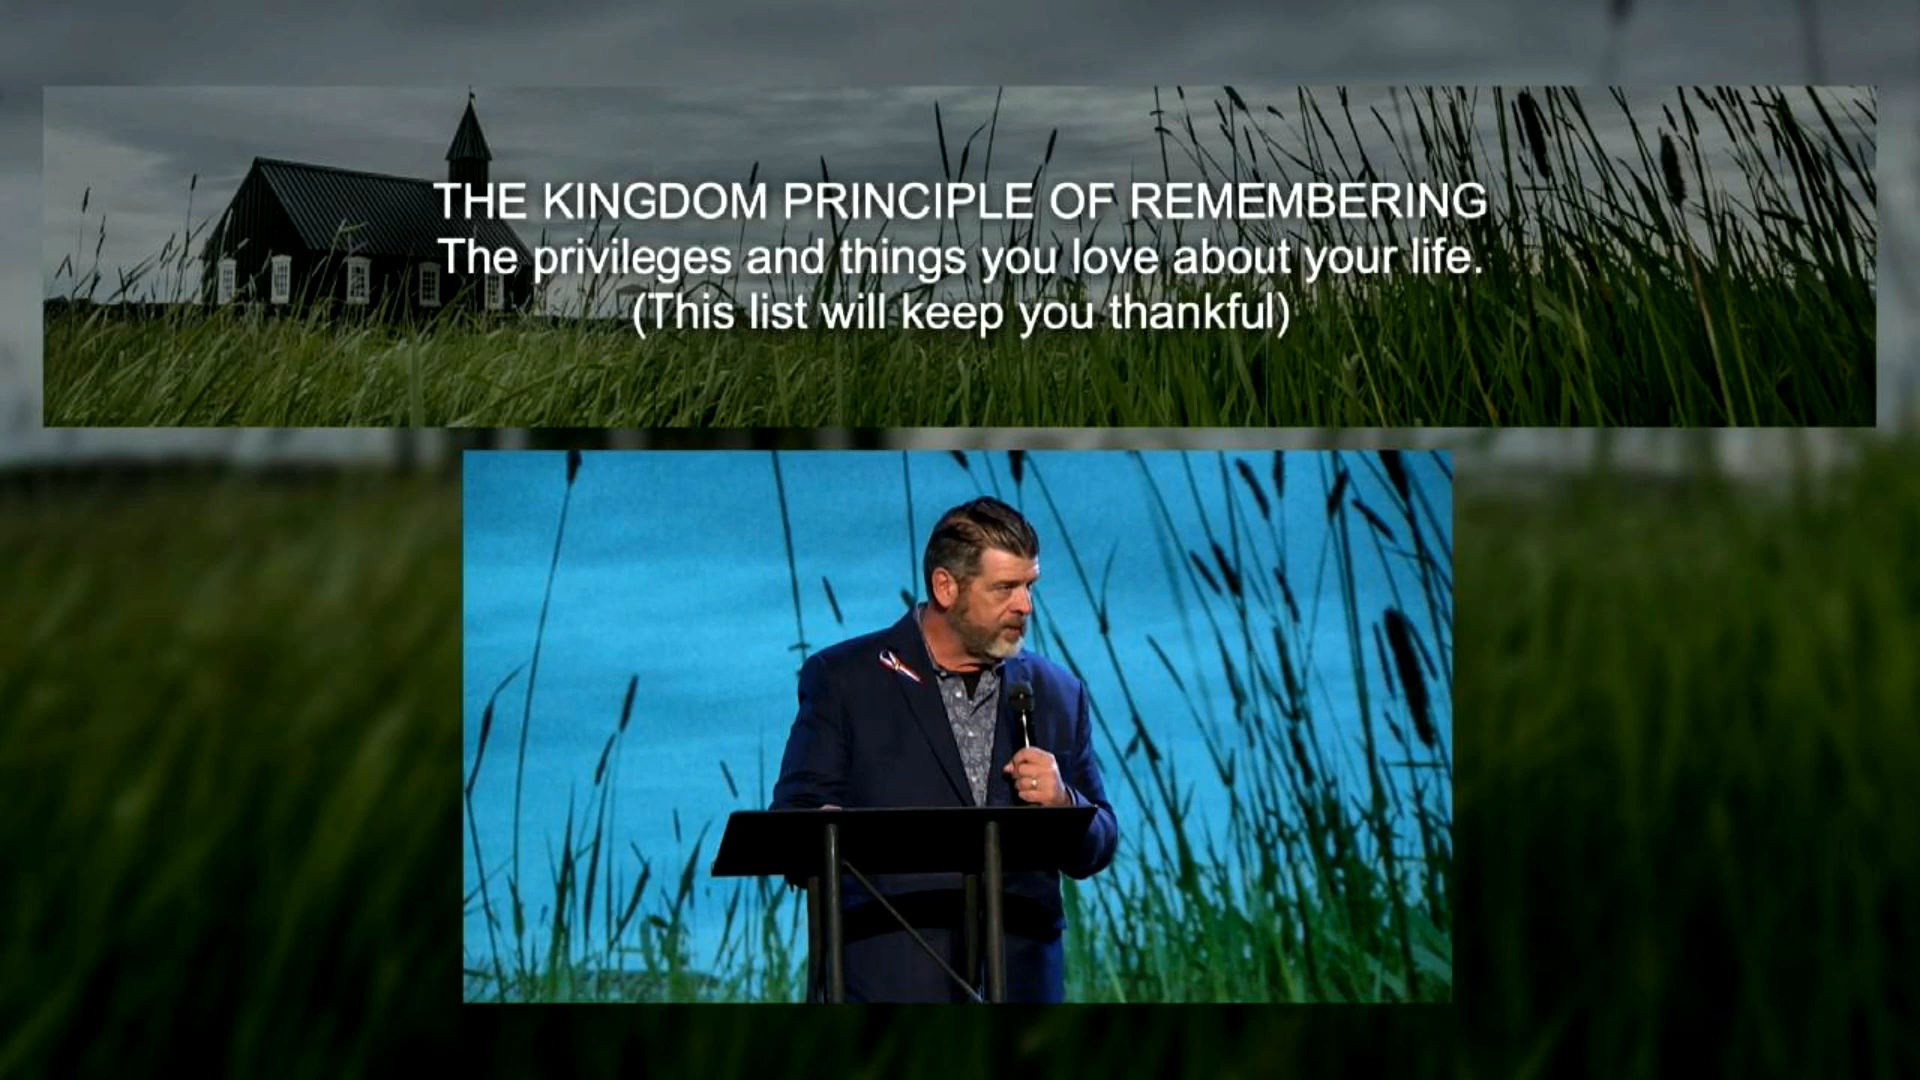 THE KINGDOM PRINCIPLE OF REMEMBERING
The privileges and things you love about your life.
(This list will keep you thankful)